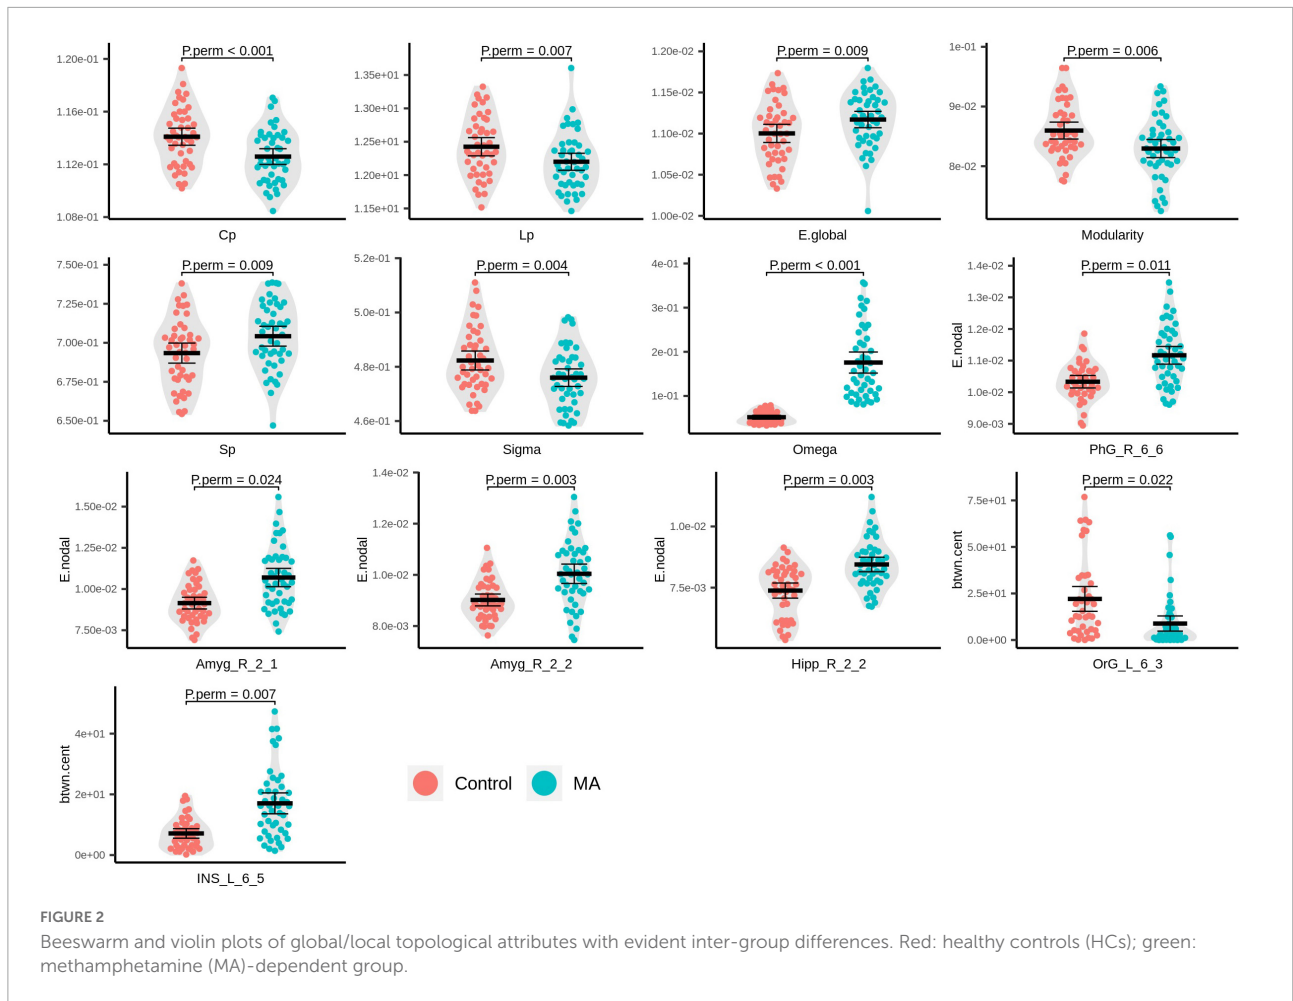 P.perm < 0.001
1.20e−01
1.16e−01
1.12e−01
1.08e−01
Cp
P.perm = 0.007
1.35e+01
1.25e+01
1.20e+01
1.15e+01
Lp
P.perm = 0.009
1.20e−02
1.15e−02
1.10e−02
1.05e−02
1.00e−02
E.global
P.perm = 0.006
1e−01
9e−02
8e−02
Modularity
P.perm = 0.009
7.50e−01
7.25e−01
7.00e−01
6.75e−01
6.50e−01
Sp
P.perm = 0.004
5.2e−01
5.0e−01
4.8e−01
4.6e−01
Sigma
P.perm < 0.001
4e−01
3e−01
2e−01
1e−01
Omega
P.perm = 0.011
1.4e−02
1.3e−02
1.2e−02
1.1e−02
1.0e−02
9.0e−03
E.nodal
PhG_R_6_6
P.perm = 0.024
1.50e−02
1.25e−02
1.00e−02
7.50e−03
E.nodal
Amyg_R_2_1
P.perm = 0.003
1.4e−02
1.2e−02
1.0e−02
8.0e−03
E.nodal
Amyg_R_2_2
P.perm = 0.003
1.0e−02
7.5e−03
E.nodal
Hipp_R_2_2
P.perm = 0.022
7.5e+01
5.0e+01
2.5e+01
0.0e+00
btwn.cent
OrG_L_6_3
P.perm = 0.007
4e+01
2e+01
0e+00
btwn.cent
INS_L_6_5
Control
MA
FIGURE 2
Beeswarm and violin plots of global/local topological attributes with evident inter-group differences. Red: healthy controls (HCs); green:
methamphetamine (MA)-dependent group.